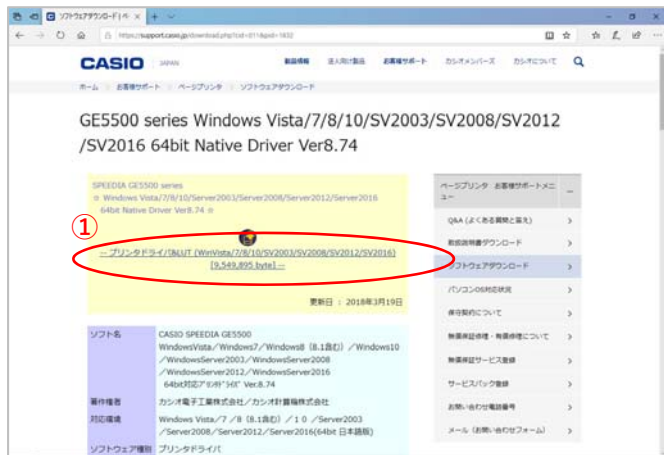 ソフトウェアダウンロード | ペ
https://support.casio.jp/download.php?cid=011&pid=1632
CASIO
JAPAN
製品情報
法人向け製品
お客様サポート
カシオメンバーズ
カシオについて
ホーム
お客様サポート
ページプリンタ
ソフトウェアダウンロード
GE5500 series Windows Vista/7/8/10/SV2003/SV2008/SV2012
/SV2016 64bit Native Driver Ver8.74
SPEEDIA GE5500 series
Windows Vista/7/8/10/Server2003/Server2008/Server2012/Server2016
64bit Native Driver Ver8.74
①
-- プリンタドライバ&LUT (WinVista/7/8/10/SV2003/SV2008/SV2012/SV2016)
[9,549,895 byte] --
更新日 : 2018年3月19日
ソフト名
CASIO SPEEDIA GE5500
WindowsVista/Windows7/Windows8 (8.1含む) /Windows10
/WindowsServer2003/WindowsServer2008
/WindowsServer2012/WindowsServer2016
64bit対応プリンタドライバ Ver.8.74
著作権者
カシオ電子工業株式会社/カシオ計算機株式会社
対応環境
Windows Vista/7 /8 (8.1含む) /1 0 /Server2003
/Server2008/Server2012/Server2016(64bit 日本語版)
ソフトウェア種別
プリンタドライバ
ページプリンタ お客様サポートメニ
ュー
Q&A (よくある質問と答え)
取扱説明書ダウンロード
ソフトウェアダウンロード
パソコンOS対応状況
保守契約について
無償保証修理・無償修理について
無償保証サービス登録
サービスパック登録
お問い合わせ電話番号
メール (お問い合わせフォーム)